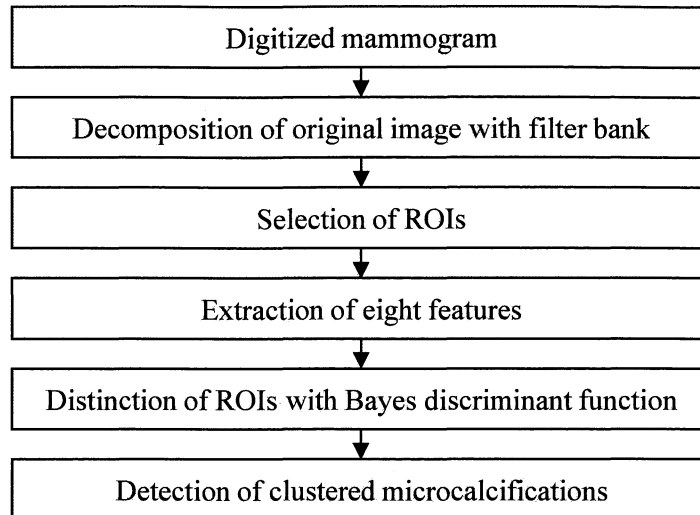 Digitized mammogram
Decomposition of original image with filter bank
Selection of ROIs
Extraction of eight features
Distinction of ROIs with Bayes discriminant function
Detection of clustered microcalcifications